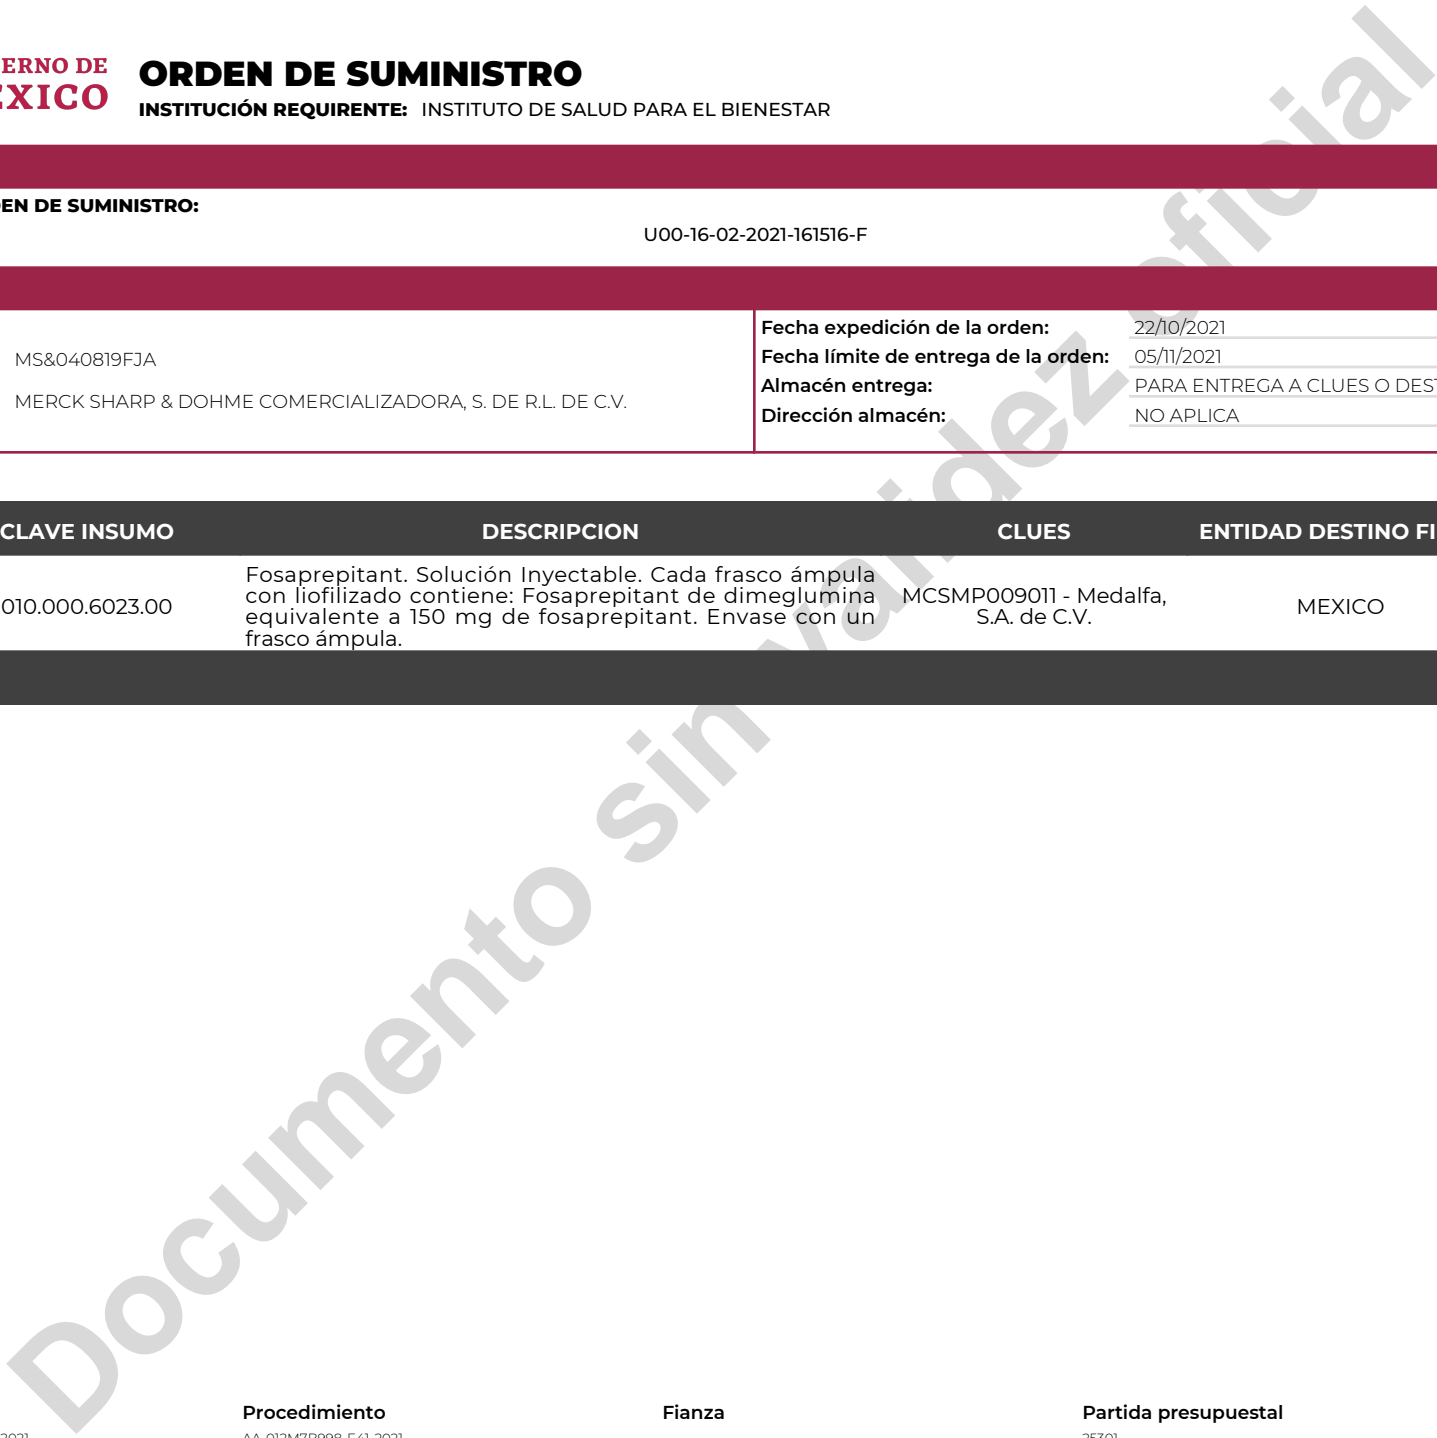 ERNO DE
ORDEN DE SUMINISTRO
EXICO
INSTITUCIÓN REQUIRENTE: INSTITUTO DE SALUD PARA EL BIENESTAR
EN DE SUMINISTRO:
U00-16-02-2021-161516-F
MS&040819FJA
MERCK SHARP & DOHME COMERCIALIZADORA, S. DE R.L. DE C.V.
Fecha expedición de la orden: 22/10/2021
Fecha límite de entrega de la orden: 05/11/2021
Almacén entrega: PARA ENTREGA A CLUES O DEST
Dirección almacén: NO APLICA
CLAVE INSUMO DESCRIPCION CLUES ENTIDAD DESTINO FI
010.000.6023.00
Fosaprepitant. Solución Inyectable. Cada frasco ámpula
con liofilizado contiene: Fosaprepitant de dimeglumina
equivalente a 150 mg de fosaprepitant. Envase con un
frasco ámpula.
MCSMP009011 - Medalfa,
S.A. de C.V.
MEXICO
Documento sin validez oficial
Procedimiento Fianza Partida presupuestal